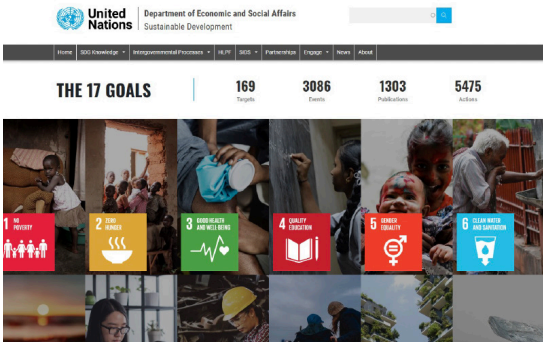 United
Nations
Department of Economic and Social Affairs
Sustainable Development
Home SDG Knowledge Intergovernmental Processes HLPF SIDS Partnerships Engage News About
THE 17 GOALS
169
Targets
3086
Events
1303
Publications
5475
Actions
1 NO
POVERTY
2 ZERO
HUNGER
3 GOOD HEALTH
AND WELL-BEING
4 QUALITY
EDUCATION
5 GENDER
EQUALITY
6 CLEAN WATER
AND SANITATION